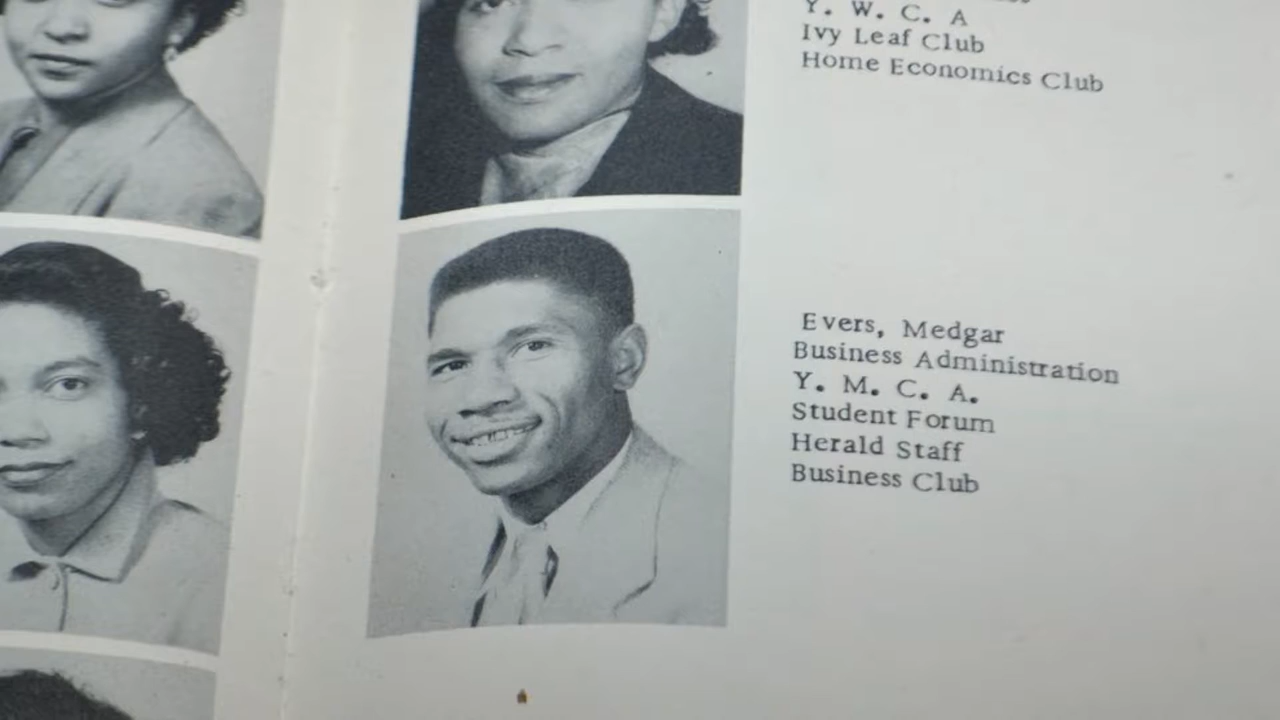 Y. W. C. A
Ivy Leaf Club
Home Economics Club
Evers, Medgar
Business Administration
Y. M. C. A.
Student Forum
Herald Staff
Business Club